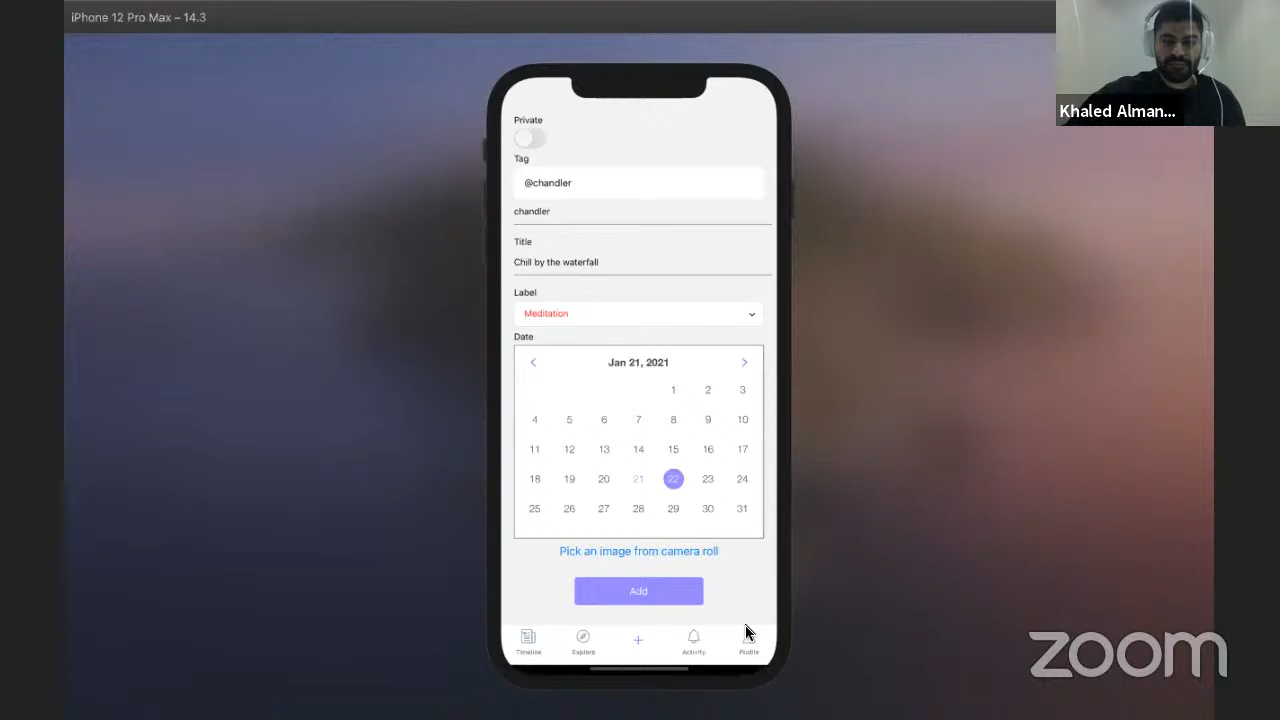 iPhone 12 Pro Max – 14.3
Khaled Alman...
Private
Tag
@chandler
chandler
Title
Chill by the waterfall
Label
Meditation
Date
Jan 21, 2021
1 2 3
4 5 6 7 8 9 10
11 12 13 14 15 16 17
18 19 20 21 22 23 24
25 26 27 28 29 30 31
Pick an image from camera roll
Add
Timeline Explore + Activity Profile
zoom